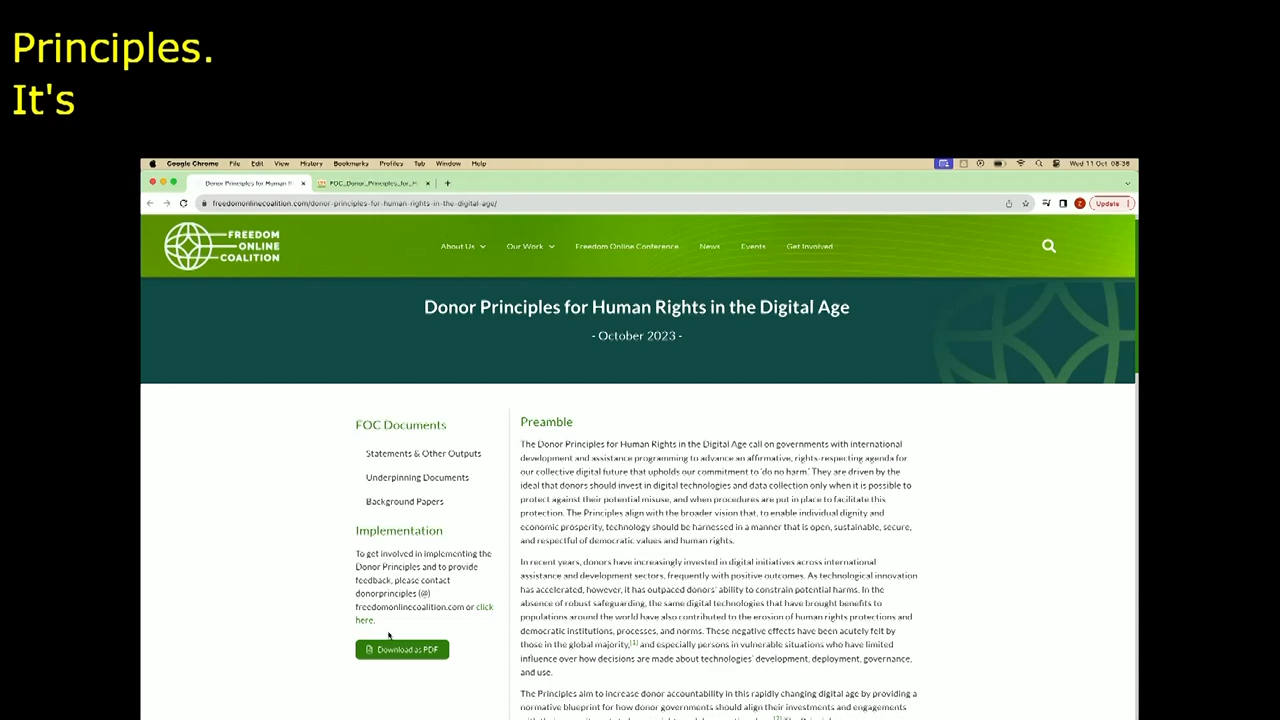 Principles.
It's
Google Chrome File Edit View History Bookmarks Profiles Tab Window Help Wed 11 Oct 08:36
Donor Principles for Human Ri FOC_Donor_Principles_for_H
freedomonlinecoalition.com/donor-principles-for-human-rights-in-the-digital-age/ Update
FREEDOM
ONLINE
COALITION
About Us Our Work Freedom Online Conference News Events Get Involved
Donor Principles for Human Rights in the Digital Age
- October 2023 -
FOC Documents
Statements & Other Outputs
Underpinning Documents
Background Papers
Implementation
To get involved in implementing the
Donor Principles and to provide
feedback, please contact
donorprinciples (@)
freedomonlinecoalition.com or click
here.
Download as PDF
Preamble
The Donor Principles for Human Rights in the Digital Age call on governments with international
development and assistance programming to advance an affirmative, rights-respecting agenda for
our collective digital future that upholds our commitment to 'do no harm.' They are driven by the
ideal that donors should invest in digital technologies and data collection only when it is possible to
protect against their potential misuse, and when procedures are put in place to facilitate this
protection. The Principles align with the broader vision that, to enable individual dignity and
economic prosperity, technology should be harnessed in a manner that is open, sustainable, secure,
and respectful of democratic values and human rights.
In recent years, donors have increasingly invested in digital initiatives across international
assistance and development sectors, frequently with positive outcomes. As technological innovation
has accelerated, however, it has outpaced donors' ability to constrain potential harms. In the
absence of robust safeguarding, the same digital technologies that have brought benefits to
populations around the world have also contributed to the erosion of human rights protections and
democratic institutions, processes, and norms. These negative effects have been acutely felt by
those in the global majority,[1] and especially persons in vulnerable situations who have limited
influence over how decisions are made about technologies' development, deployment, governance,
and use.
The Principles aim to increase donor accountability in this rapidly changing digital age by providing a
normative blueprint for how donor governments should align their investments and engagements